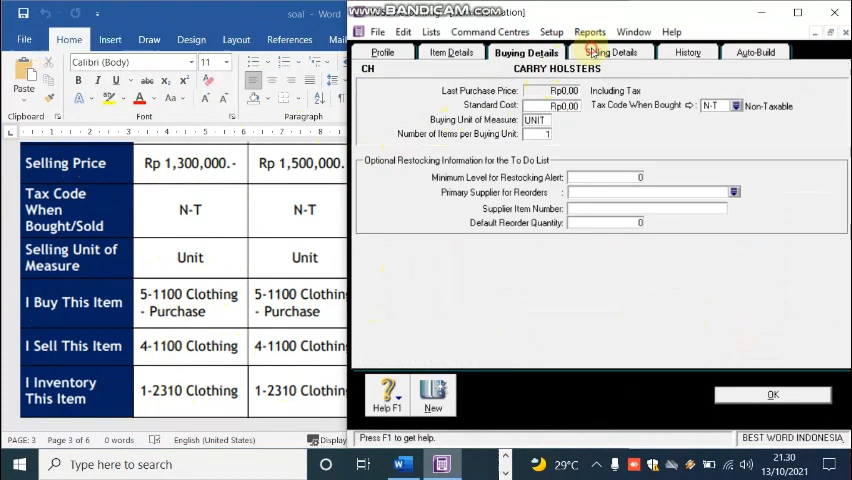 WWW.BANDICAM.COM
soal - Word
File
Home
Calibri (Body)
11
Paste
B I U
Clipboard
Font
Selling Price
Rp 1,300,000.-
Rp 1,500,000.
Tax Code
When
Bought/Sold
N-T
N-T
Selling Unit of
Measure
Unit
Unit
I Buy This Item
5-1100 Clothing
- Purchase
5-1100 Clothing
- Purchase
I Sell This Item
4-1100 Clothing
4-1100 Clothing
I Inventory
This Item
1-2310 Clothing
1-2310 Clothing
PAGE: 3
Page 3 of 6
0 words
English (United States)
Display
File Edit Lists Command Centres Setup Reports Window Help
Profile
Item Details
Buying Details
Selling Details
History
Auto-Build
CH
CARRY HOLSTERS
Last Purchase Price: Rp0,00 Including Tax
Standard Cost: Rp0,00
Tax Code When Bought N-T Non-Taxable
Buying Unit of Measure: UNIT
Number of Items per Buying Unit: 1
Optional Restocking Information for the To Do List
Minimum Level for Restocking Alert: 0
Primary Supplier for Reorders :
Supplier Item Number:
Default Reorder Quantity: 0
Help F1
New
OK
Press F1 to get help.
BEST WORD INDONESIA
Type here to search
29°C
21.30
13/10/2021